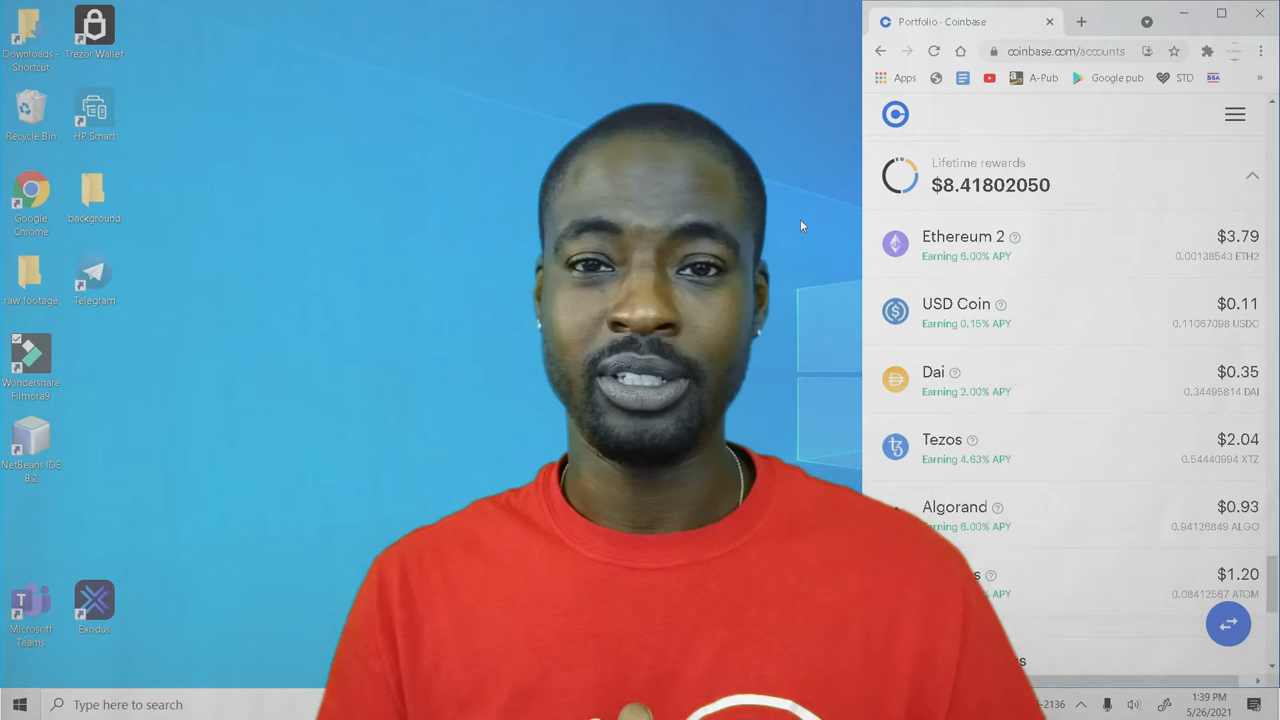 Downloads -
Shortcut
Trezor Wallet
Recycle Bin
HP Smart
Google
Chrome
background
raw footage
Telegram
Wondershare
Filmora9
NetBeans IDE
8.2
Microsoft
Teams
Exodus
Type here to search
Portfolio - Coinbase
coinbase.com/accounts
Apps
A-Pub
Google pub
STD
SSA
»
Lifetime rewards
$8.41802050
Ethereum 2
$3.79
Earning 6.00% APY
0.00138543 ETH2
USD Coin
$0.11
Earning 0.15% APY
0.11067098 USDC
Dai
$0.35
Earning 2.00% APY
0.34495814 DAI
Tezos
$2.04
Earning 4.63% APY
0.54440994 XTZ
Algorand
$0.93
rning 6.00% APY
0.94126849 ALGO
s
$1.20
APY
0.08412567 ATOM
s
-2136
1:39 PM
5/26/2021